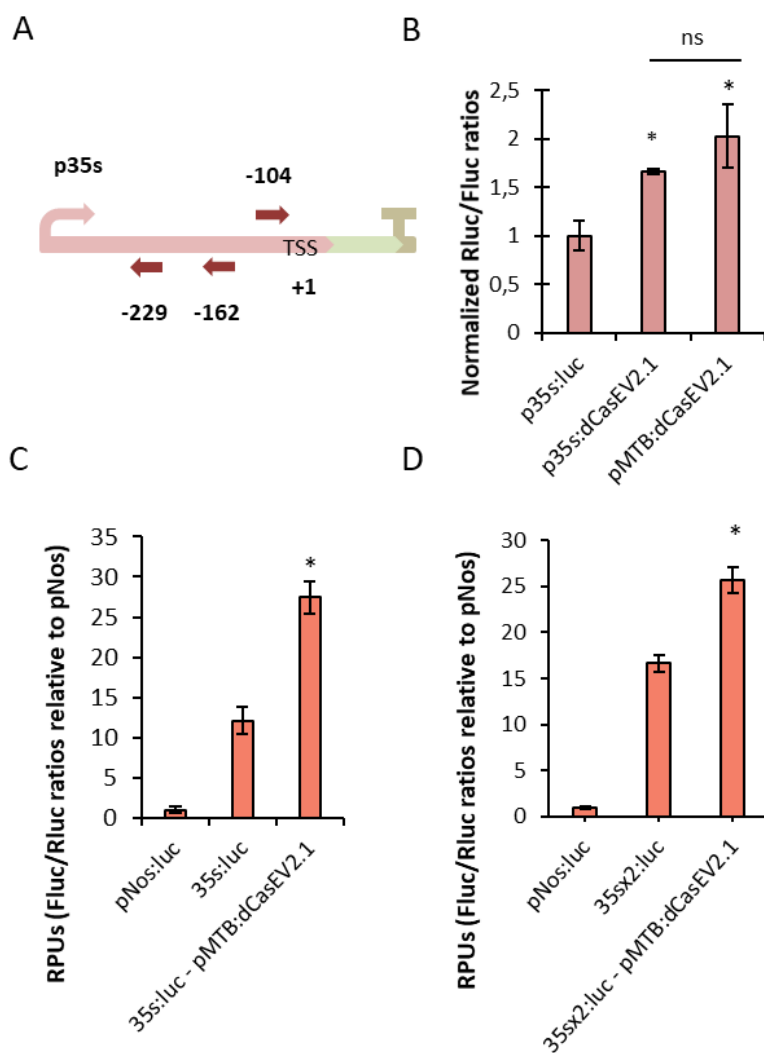 A
p35s
-104
TSS
+1
-229
-162
B
ns
*
*
Normalized Rluc/Fluc ratios
2,5
2
1,5
1
0,5
0
p35s:luc
p35s:dCasEV2.1
pMTB:dCasEV2.1
C
*
RPUs (Fluc/Rluc ratios relative to pNos)
35
30
25
20
15
10
5
0
pNos:luc
35s:luc
35s:luc - pMTB:dCasEV2.1
D
*
RPUs (Fluc/Rluc ratios relative to pNos)
30
25
20
15
10
5
0
pNos:luc
35sx2:luc
35sx2:luc - pMTB:dCasEV2.1